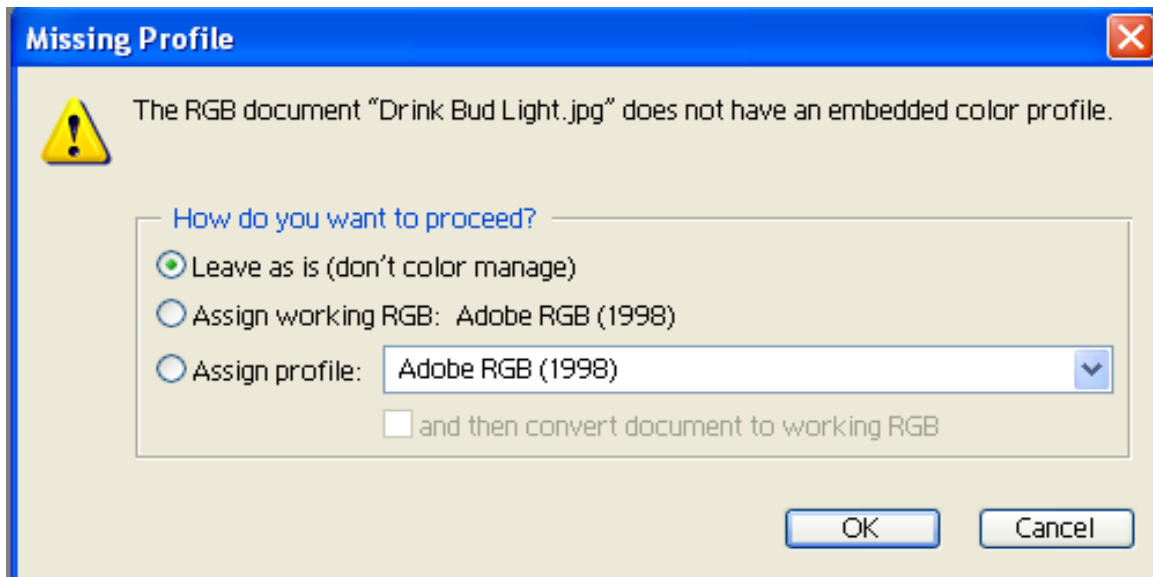 Missing Profile
The RGB document “Drink Bud Light.jpg” does not have an embedded color profile.
How do you want to proceed?
Leave as is (don't color manage)
Assign working RGB: Adobe RGB (1998)
Assign profile: Adobe RGB (1998)
and then convert document to working RGB
OK Cancel